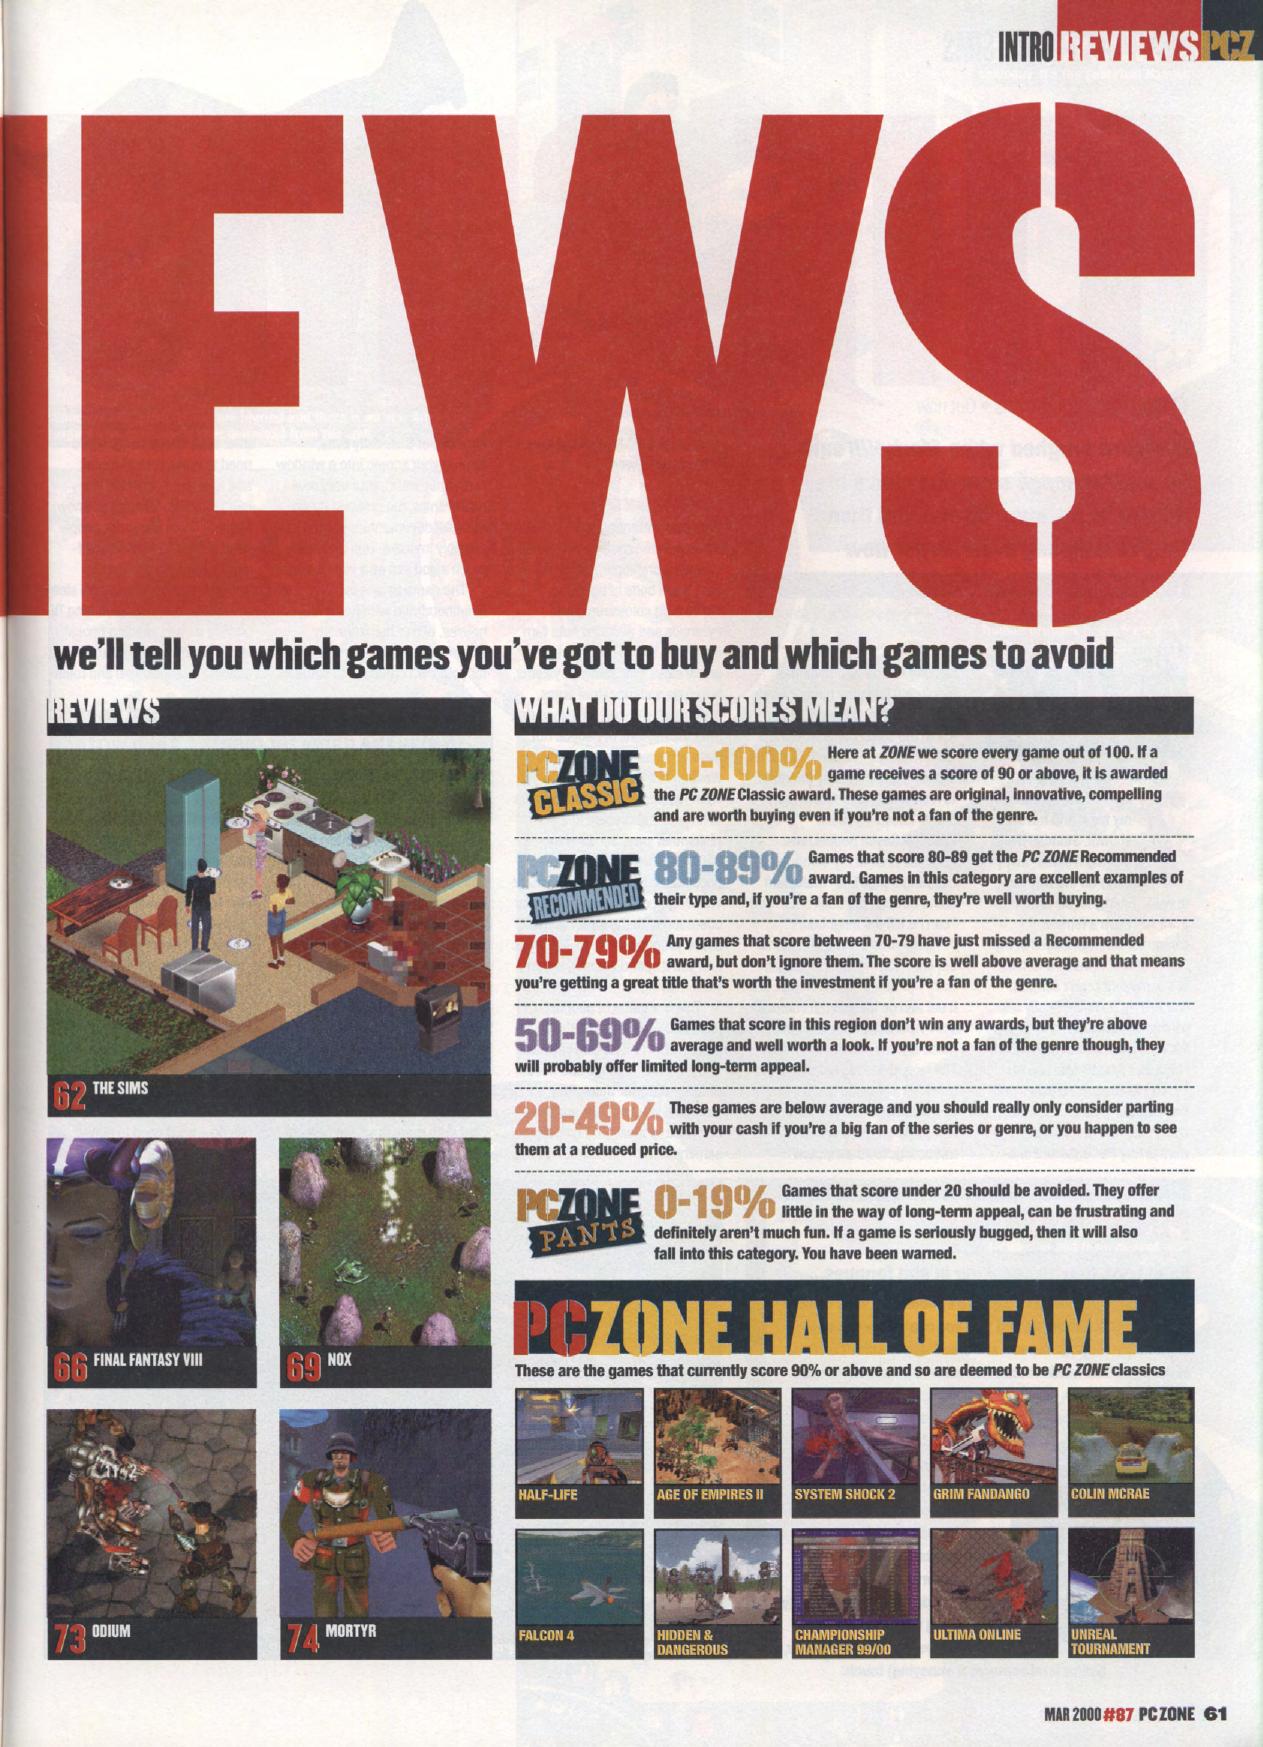 INTRO REVIEWS PCZ
EWS
we'll tell you which games you've got to buy and which games to avoid
REVIEWS
62 THE SIMS
66 FINAL FANTASY VIII
69 NOX
73 ODIUM
74 MORTYR
WHAT DO OUR SCORES MEAN?
PCZONE
CLASSIC
90-100% Here at ZONE we score every game out of 100. If a
game receives a score of 90 or above, it is awarded
the PC ZONE Classic award. These games are original, innovative, compelling
and are worth buying even if you're not a fan of the genre.
PCZONE
RECOMMENDED
80-89% Games that score 80-89 get the PC ZONE Recommended
award. Games in this category are excellent examples of
their type and, if you're a fan of the genre, they're well worth buying.
70-79% Any games that score between 70-79 have just missed a Recommended
award, but don't ignore them. The score is well above average and that means
you're getting a great title that's worth the investment if you're a fan of the genre.
50-69% Games that score in this region don't win any awards, but they're above
average and well worth a look. If you're not a fan of the genre though, they
will probably offer limited long-term appeal.
20-49% These games are below average and you should really only consider parting
with your cash if you're a big fan of the series or genre, or you happen to see
them at a reduced price.
PCZONE
PANTS
0-19% Games that score under 20 should be avoided. They offer
little in the way of long-term appeal, can be frustrating and
definitely aren't much fun. If a game is seriously bugged, then it will also
fall into this category. You have been warned.
PCZONE HALL OF FAME
These are the games that currently score 90% or above and so are deemed to be PC ZONE classics
HALF-LIFE
AGE OF EMPIRES II
SYSTEM SHOCK 2
GRIM FANDANGO
COLIN MCRAE
FALCON 4
HIDDEN &
DANGEROUS
CHAMPIONSHIP
MANAGER 99/00
ULTIMA ONLINE
UNREAL
TOURNAMENT
MAR 2000 #87 PC ZONE 61